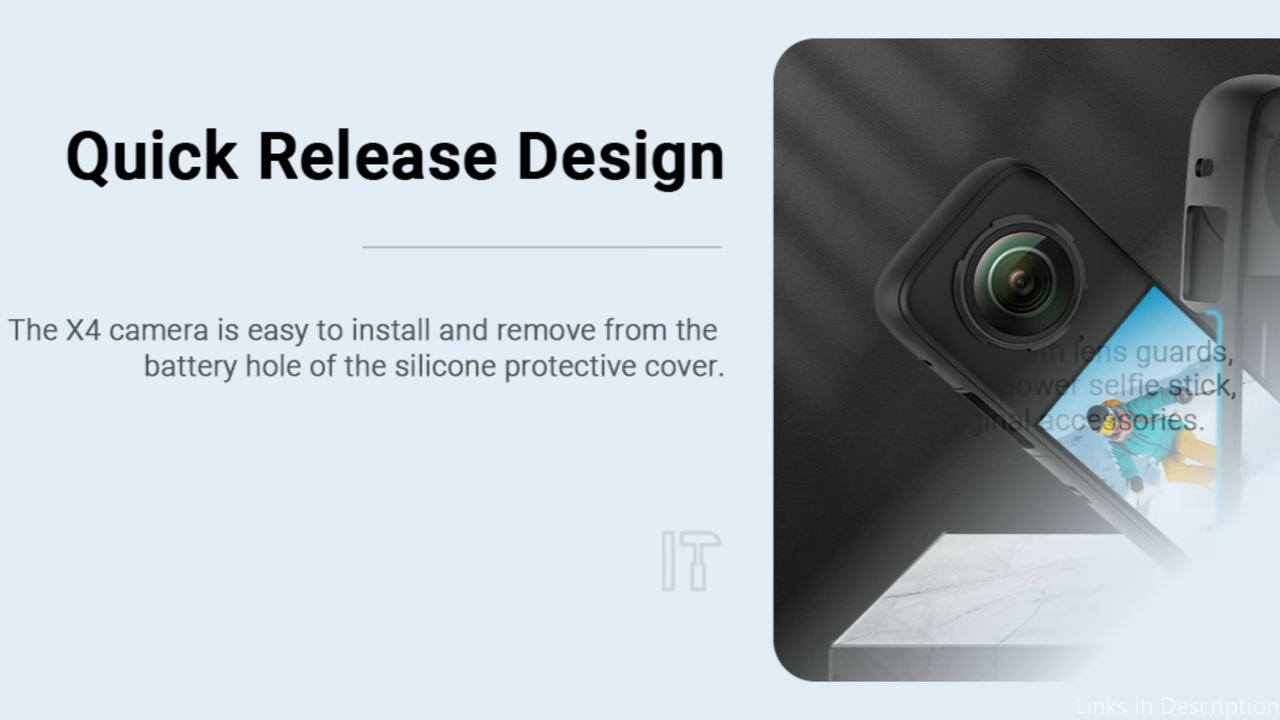 Quick Release Design
The X4 camera is easy to install and remove from the
battery hole of the silicone protective cover.
lens guards,
power selfie stick,
accessories.
IT
Links in Description